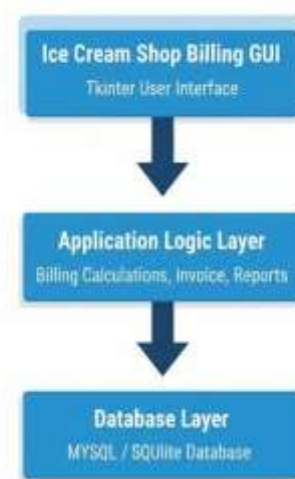 Ice Cream Shop Billing GUI
Tkinter User Interface
Application Logic Layer
Billing Calculations, Invoice, Reports
Database Layer
MYSQL / SQUlite Database